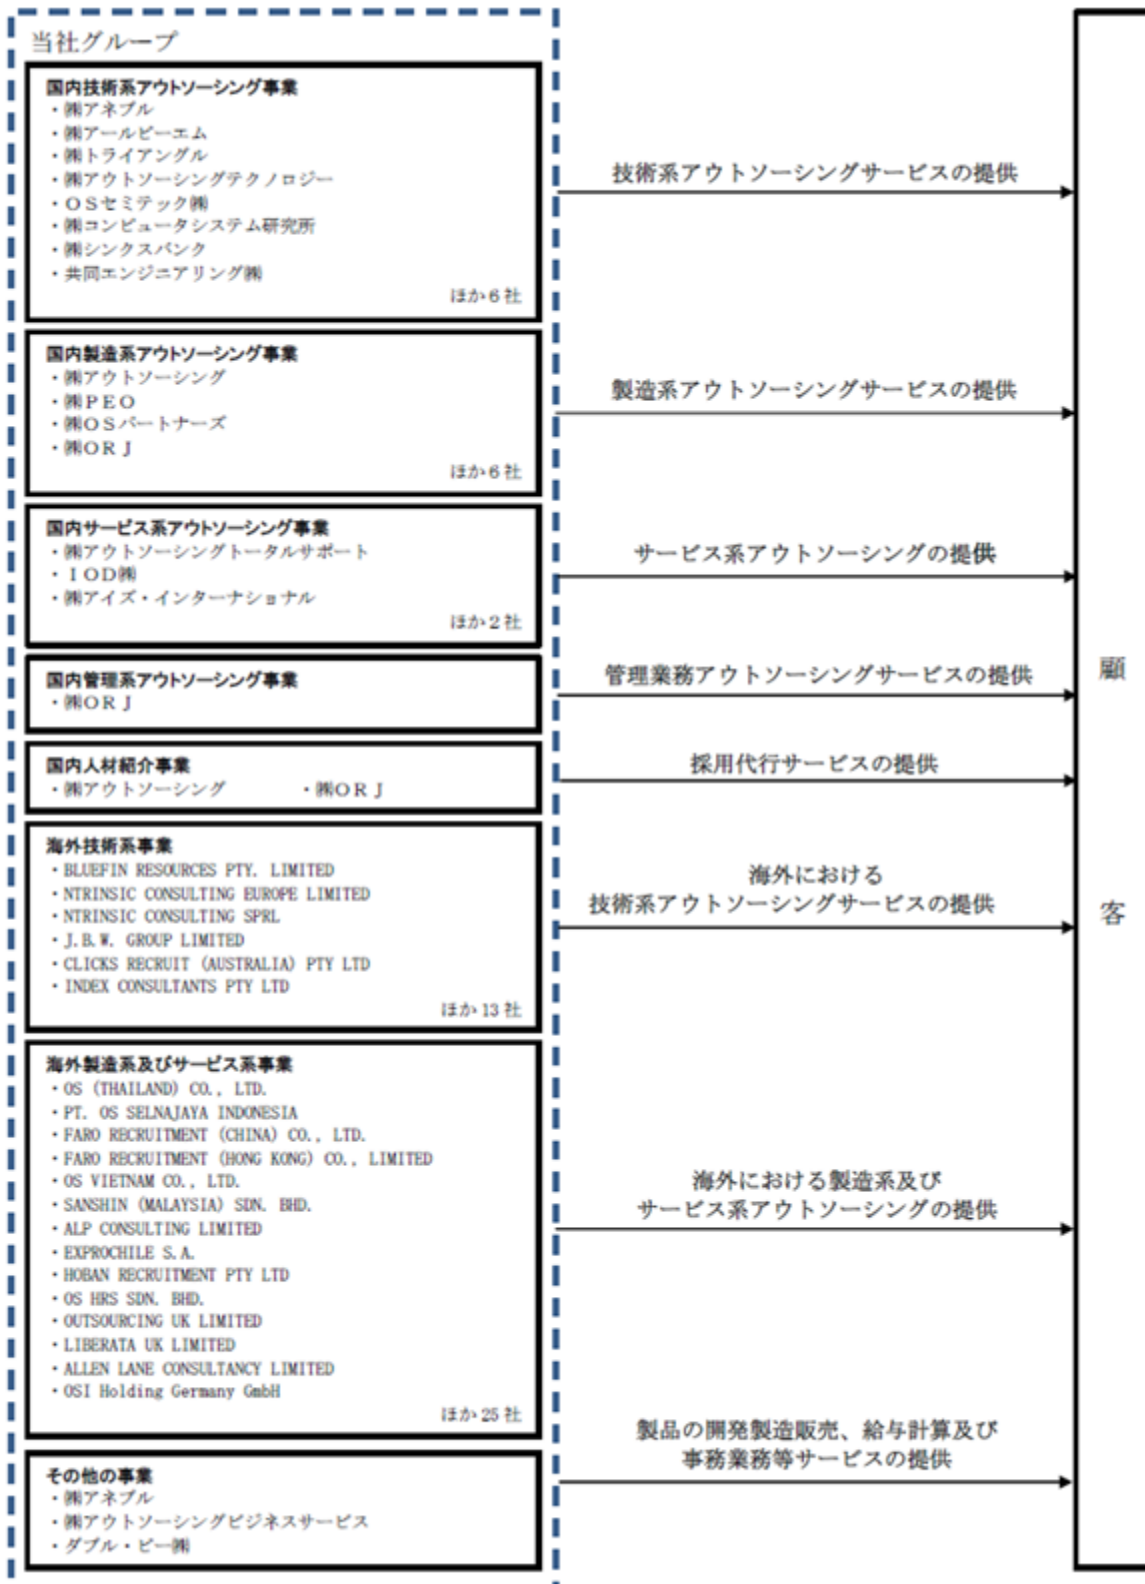 当社グループ
国内技術系アウトソーシング事業
・㈱アネブル
・㈱アールピーエム
・㈱トライアングル
・㈱アウトソーシングテクノロジー
・ＯＳセミテック㈱
・㈱コンピュータシステム研究所
・㈱シンクスバンク
・共同エンジニアリング㈱
ほか６社
技術系アウトソーシングサービスの提供
国内製造系アウトソーシング事業
・㈱アウトソーシング
・㈱ＰＥＯ
・㈱ＯＳパートナーズ
・㈱ＯＲＪ
ほか６社
製造系アウトソーシングサービスの提供
国内サービス系アウトソーシング事業
・㈱アウトソーシングトータルサポート
・ＩＯＤ㈱
・㈱アイズ・インターナショナル
ほか２社
サービス系アウトソーシングの提供
国内管理系アウトソーシング事業
・㈱ＯＲＪ
管理業務アウトソーシングサービスの提供
国内人材紹介事業
・㈱アウトソーシング ・㈱ＯＲＪ
採用代行サービスの提供
海外技術系事業
・BLUEFIN RESOURCES PTY. LIMITED
・NTRINSIC CONSULTING EUROPE LIMITED
・NTRINSIC CONSULTING SPRL
・J.B.W. GROUP LIMITED
・CLICKS RECRUIT (AUSTRALIA) PTY LTD
・INDEX CONSULTANTS PTY LTD
ほか 13 社
海外における
技術系アウトソーシングサービスの提供
海外製造系及びサービス系事業
・OS (THAILAND) CO., LTD.
・PT. OS SELNAJAYA INDONESIA
・FARO RECRUITMENT (CHINA) CO., LTD.
・FARO RECRUITMENT (HONG KONG) CO., LIMITED
・OS VIETNAM CO., LTD.
・SANSHIN (MALAYSIA) SDN. BHD.
・ALP CONSULTING LIMITED
・EXPROCHILE S.A.
・HOBAN RECRUITMENT PTY LTD
・OS HRS SDN. BHD.
・OUTSOURCING UK LIMITED
・LIBERATA UK LIMITED
・ALLEN LANE CONSULTANCY LIMITED
・OSI Holding Germany GmbH
ほか 25 社
海外における製造系及び
サービス系アウトソーシングの提供
その他の事業
・㈱アネブル
・㈱アウトソーシングビジネスサービス
・ダブル・ピー㈱
製品の開発製造販売、給与計算及び
事務業務等サービスの提供
顧
客